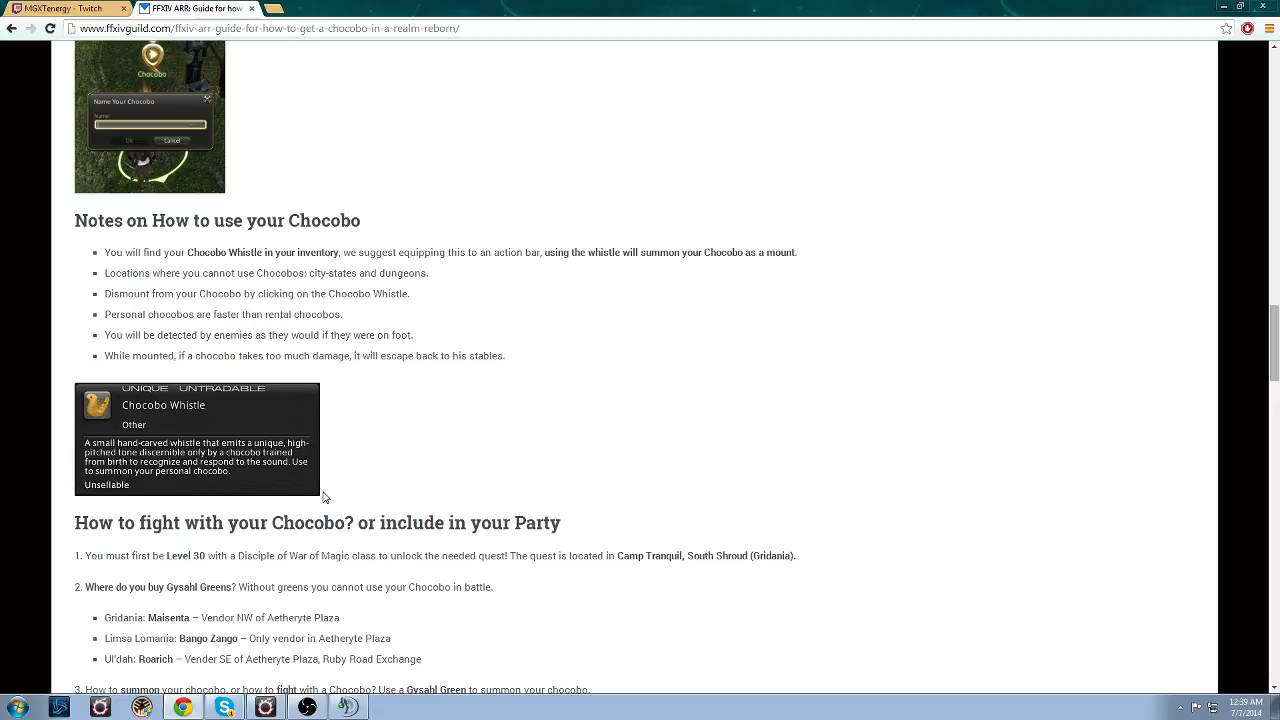 MGXTenergy - Twitch
FFXIV ARR: Guide for how
www.ffxivguild.com/ffxiv-arr-guide-for-how-to-get-a-chocobo-in-a-realm-reborn/
Chocobo
Name Your Chocobo
Name:
OK Cancel
Notes on How to use your Chocobo
You will find your Chocobo Whistle in your inventory, we suggest equipping this to an action bar, using the whistle will summon your Chocobo as a mount.
Locations where you cannot use Chocobos: city-states and dungeons.
Dismount from your Chocobo by clicking on the Chocobo Whistle.
Personal chocobos are faster than rental chocobos.
You will be detected by enemies as they would if they were on foot.
While mounted, if a chocobo takes too much damage, it will escape back to his stables.
UNIQUE UNTRADABLE
Chocobo Whistle
Other
A small hand-carved whistle that emits a unique, high-
pitched tone discernible only by a chocobo trained
from birth to recognize and respond to the sound. Use
to summon your personal chocobo.
Unsellable
How to fight with your Chocobo? or include in your Party
1. You must first be Level 30 with a Disciple of War of Magic class to unlock the needed quest! The quest is located in Camp Tranquil, South Shroud (Gridania).
2. Where do you buy Gysahl Greens? Without greens you cannot use your Chocobo in battle.
Gridania: Maisenta – Vendor NW of Aetheryte Plaza
Limsa Lomania: Bango Zango – Only vendor in Aetheryte Plaza
Ul'dah: Roarich – Vender SE of Aetheryte Plaza, Ruby Road Exchange
3. How to summon your chocobo, or how to fight with a Chocobo? Use a Gysahl Green to summon your chocobo.
12:39 AM
7/7/2014